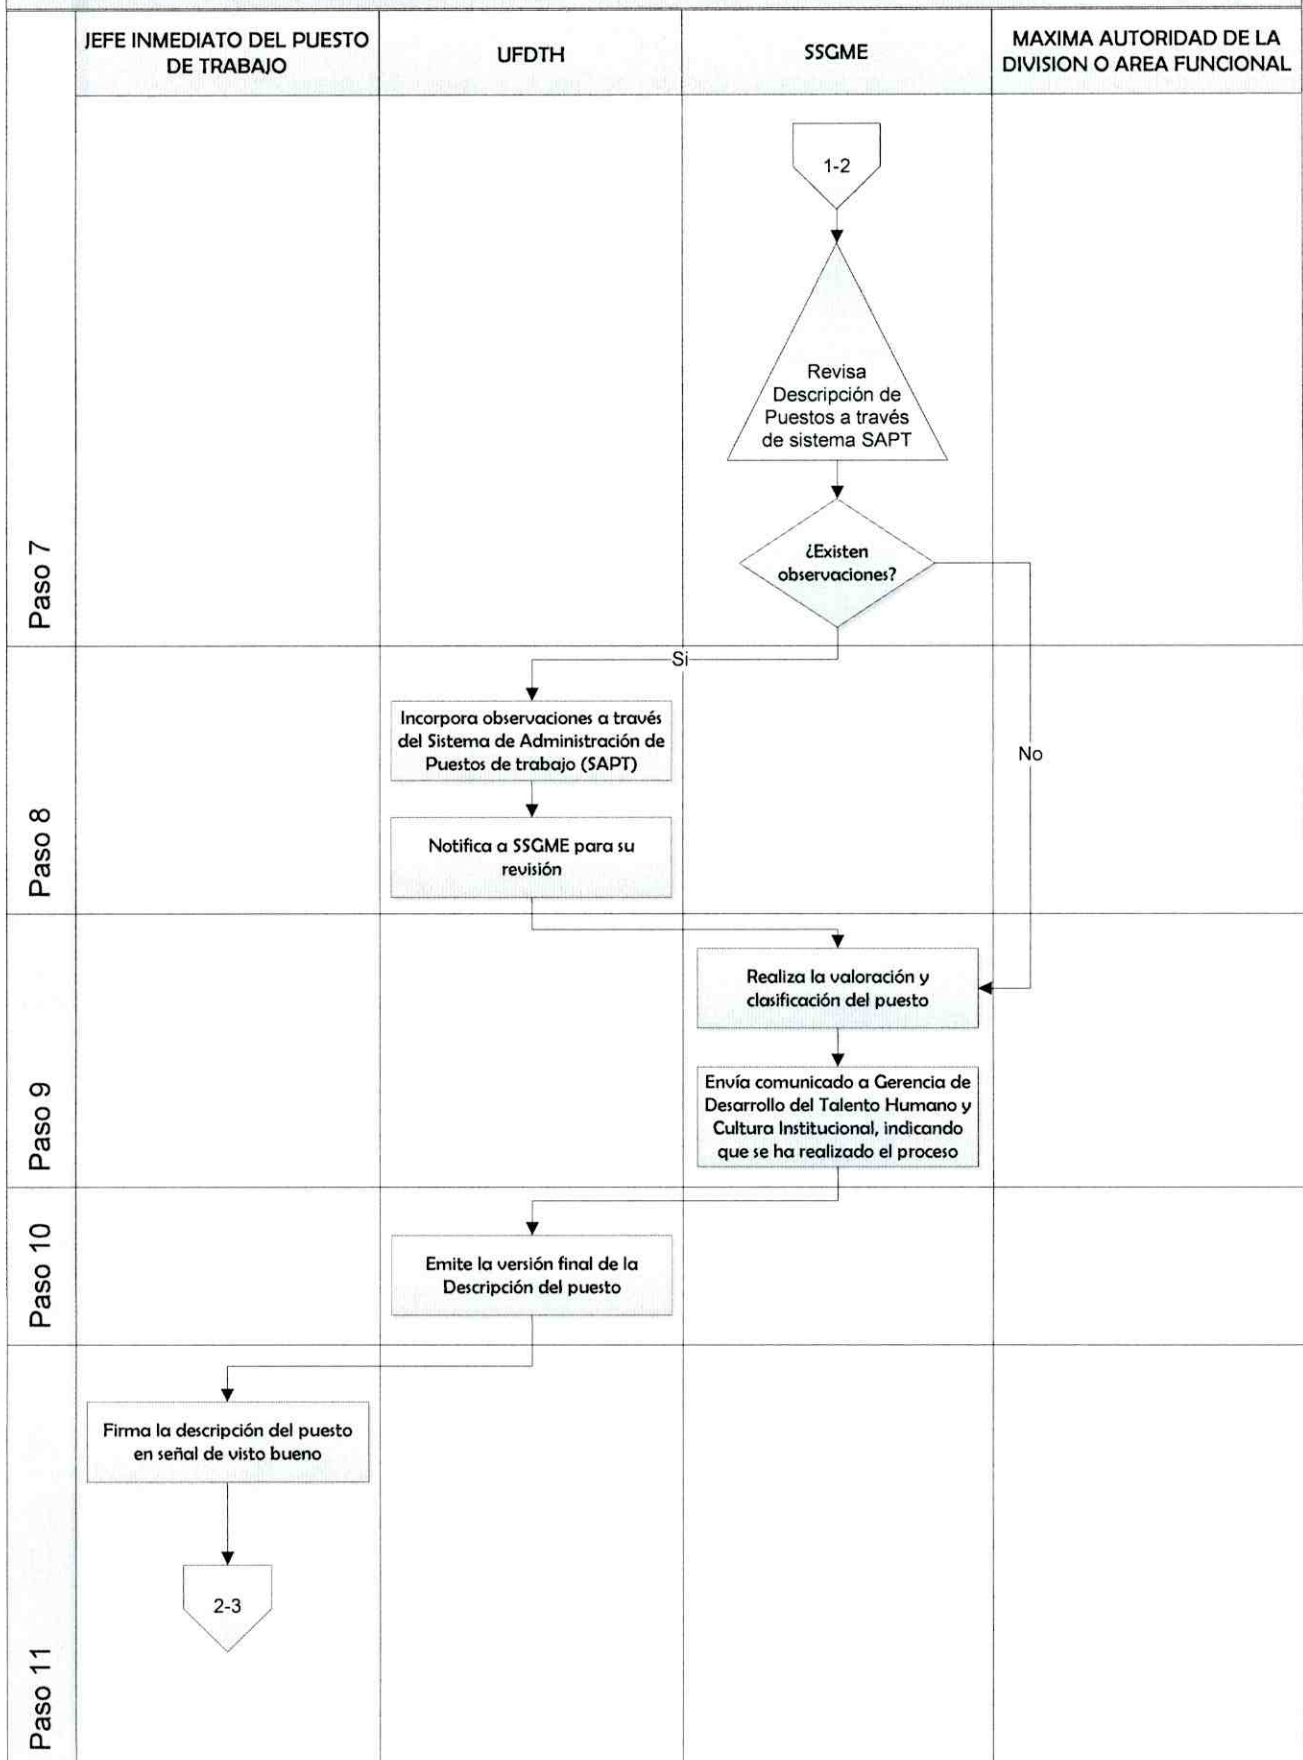 JEFE INMEDIATO DEL PUESTO
DE TRABAJO
UFDTH
SSGME
MAXIMA AUTORIDAD DE LA
DIVISION O AREA FUNCIONAL
1-2
Revisa
Descripción de
Puestos a través
de sistema SAPT
¿Existen
observaciones?
Paso 7
Si
Incorpora observaciones a través
del Sistema de Administración de
Puestos de trabajo (SAPT)
No
Notifica a SSGME para su
revisión
Paso 8
Realiza la valoración y
clasificación del puesto
Envía comunicado a Gerencia de
Desarrollo del Talento Humano y
Cultura Institucional, indicando
que se ha realizado el proceso
Paso 9
Emite la versión final de la
Descripción del puesto
Paso 10
Firma la descripción del puesto
en señal de visto bueno
2-3
Paso 11